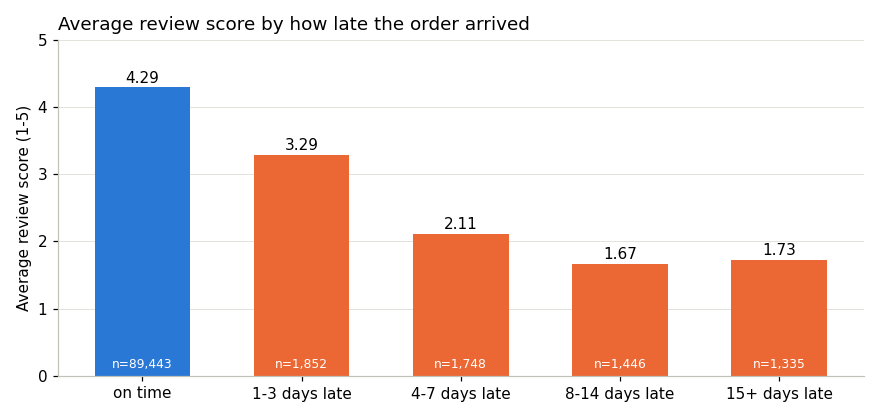 Average review score by how late the order arrived
Average review score (1-5)
5
4
3
2
1
0
4.29
3.29
2.11
1.67
1.73
n=89,443
n=1,852
n=1,748
n=1,446
n=1,335
on time
1-3 days late
4-7 days late
8-14 days late
15+ days late